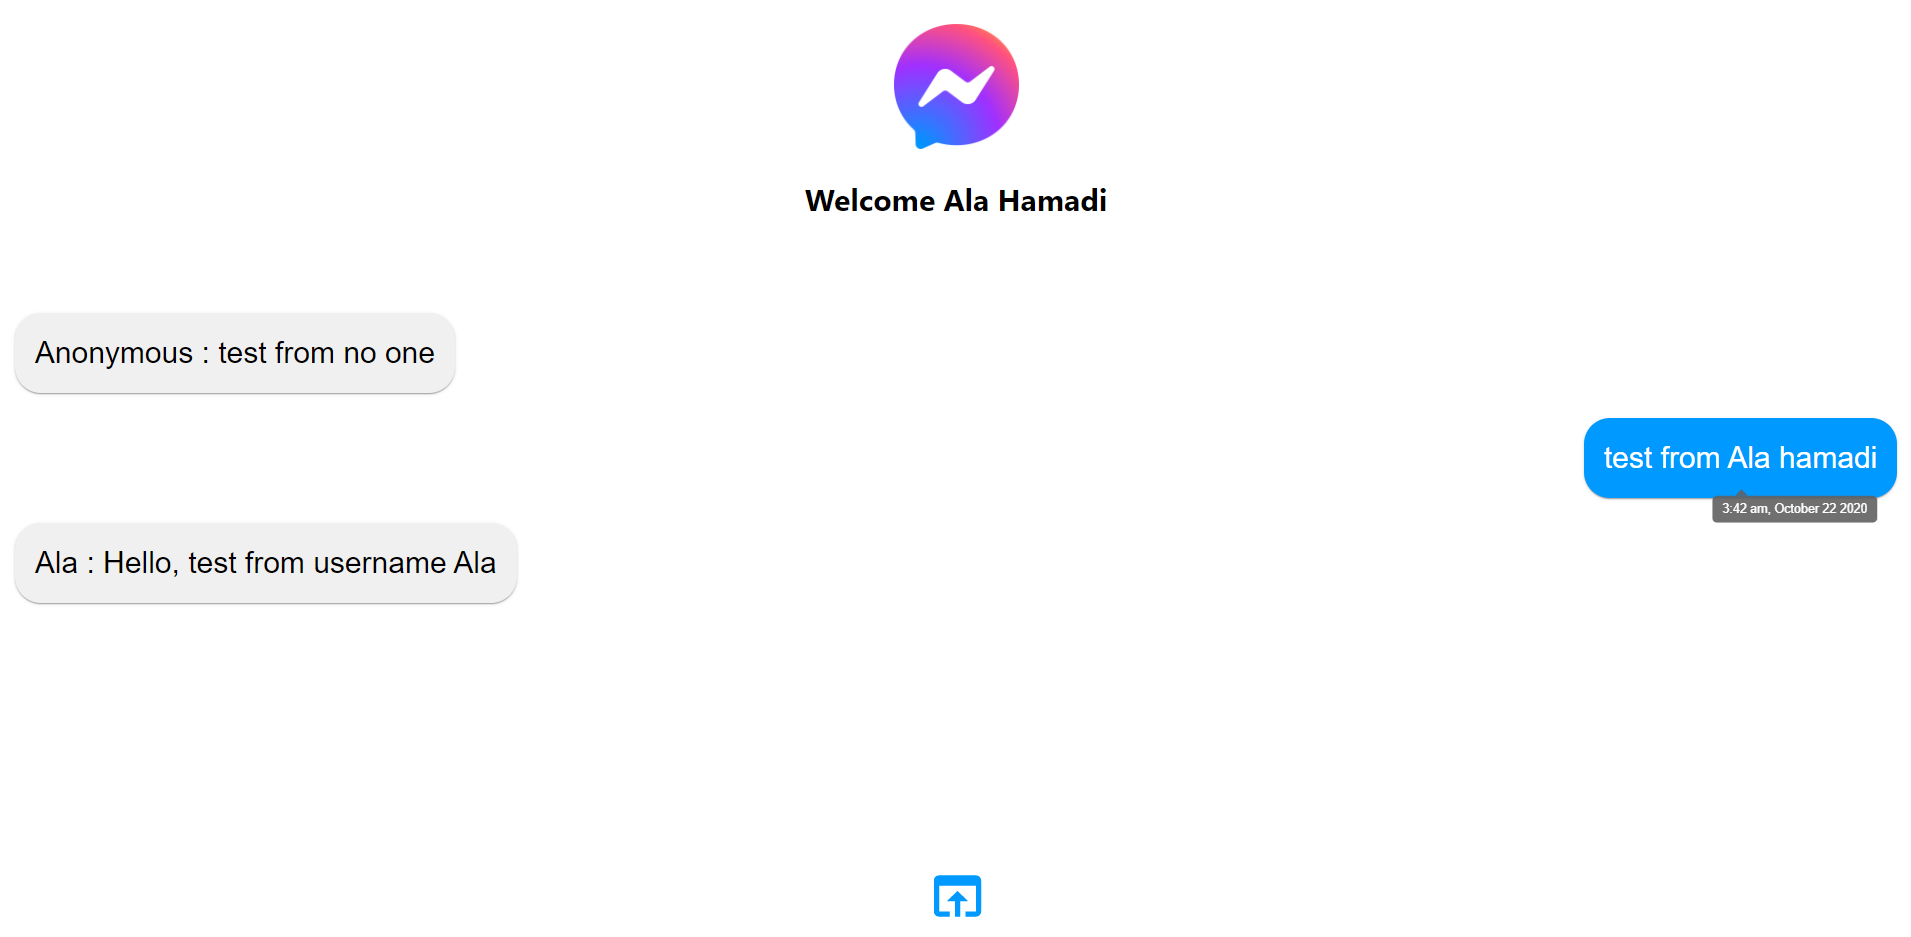 Welcome Ala Hamadi
Anonymous : test from no one
test from Ala hamadi
3:42 am, October 22 2020
Ala : Hello, test from username Ala